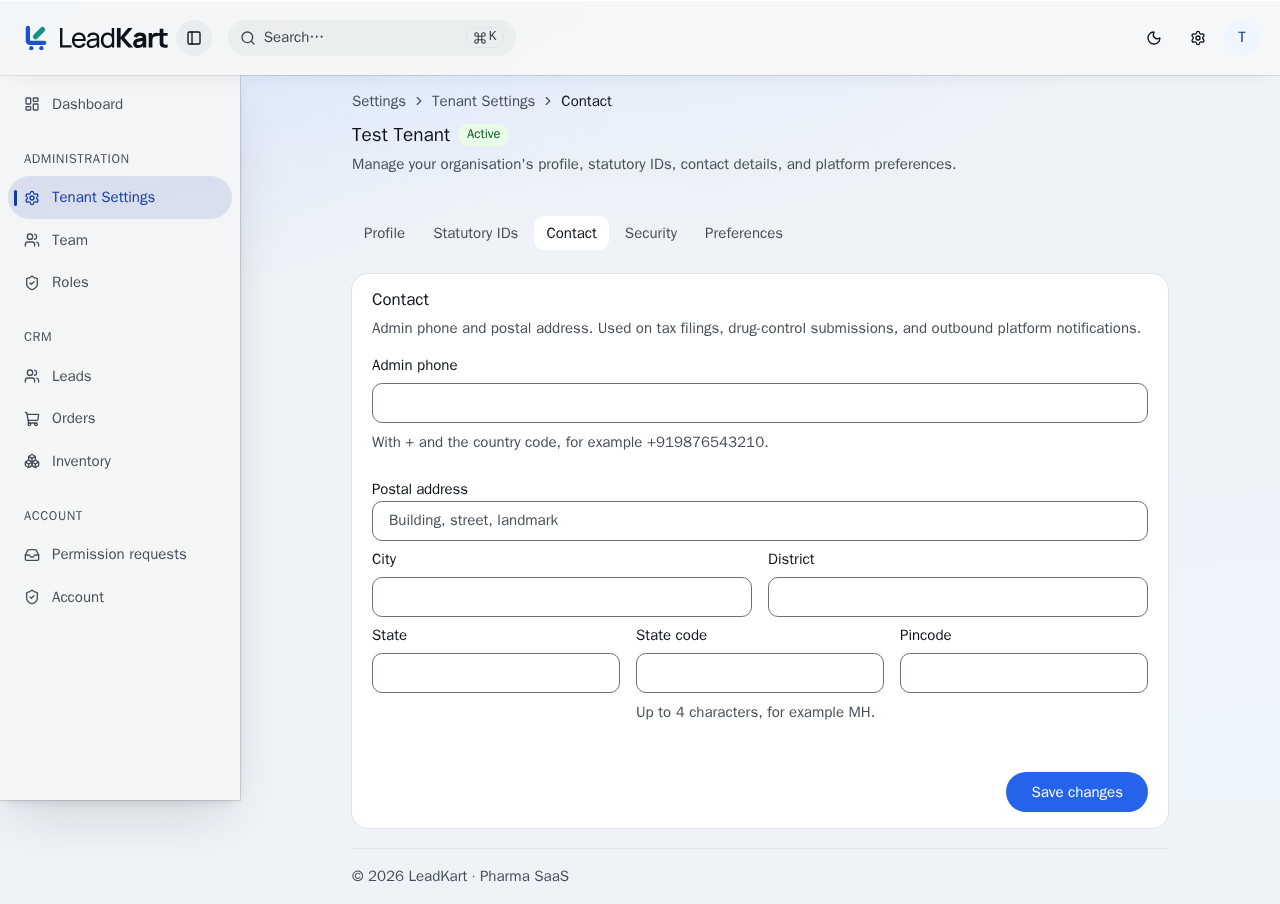 LeadKart
Search···
⌘K
T
Dashboard
ADMINISTRATION
Tenant Settings
Team
Roles
CRM
Leads
Orders
Inventory
ACCOUNT
Permission requests
Account
Settings > Tenant Settings > Contact
Test Tenant Active
Manage your organisation's profile, statutory IDs, contact details, and platform preferences.
Profile Statutory IDs Contact Security Preferences
Contact
Admin phone and postal address. Used on tax filings, drug-control submissions, and outbound platform notifications.
Admin phone
With + and the country code, for example +919876543210.
Postal address
Building, street, landmark
City District
State State code Pincode
Up to 4 characters, for example MH.
Save changes
© 2026 LeadKart · Pharma SaaS